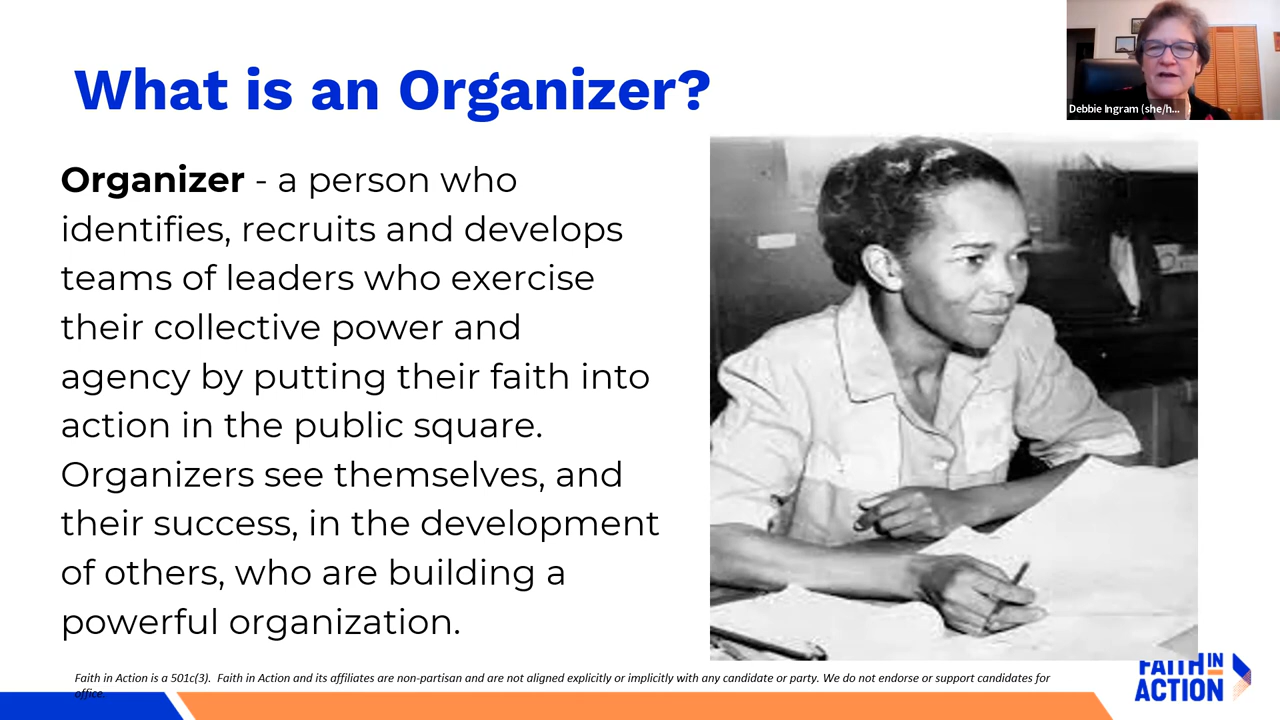 What is an Organizer?
Debbie Ingram (she/h...
Organizer - a person who
identifies, recruits and develops
teams of leaders who exercise
their collective power and
agency by putting their faith into
action in the public square.
Organizers see themselves, and
their success, in the development
of others, who are building a
powerful organization.
Faith in Action is a 501c(3). Faith in Action and its affiliates are non-partisan and are not aligned explicitly or implicitly with any candidate or party. We do not endorse or support candidates for
office.
FAITH IN
ACTION